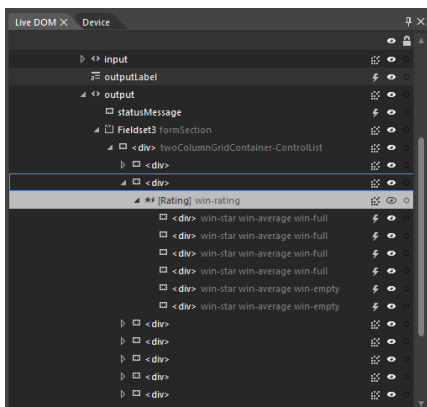 Live DOM × Device
<> input
outputLabel
<> output
statusMessage
Fieldset3 formSection
<div> twoColumnGridContainer-ControlList
<div>
<div>
[Rating] win-rating
<div> win-star win-average win-full
<div> win-star win-average win-full
<div> win-star win-average win-full
<div> win-star win-average win-full
<div> win-star win-average win-empty
<div> win-star win-average win-empty
<div>
<div>
<div>
<div>
<div>